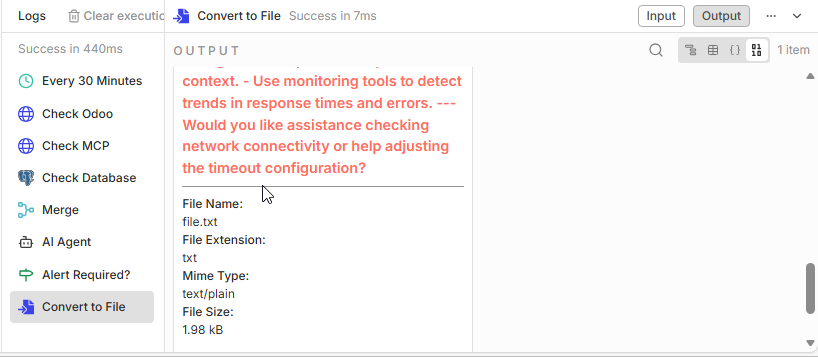 Logs
Clear executio
Convert to File
Success in 7ms
Input
Output
Success in 440ms
OUTPUT
1 item
Every 30 Minutes
Check Odoo
Check MCP
Check Database
Merge
AI Agent
Alert Required?
Convert to File
context. - Use monitoring tools to detect
trends in response times and errors. ---
Would you like assistance checking
network connectivity or help adjusting
the timeout configuration?
File Name:
file.txt
File Extension:
txt
Mime Type:
text/plain
File Size:
1.98 kB